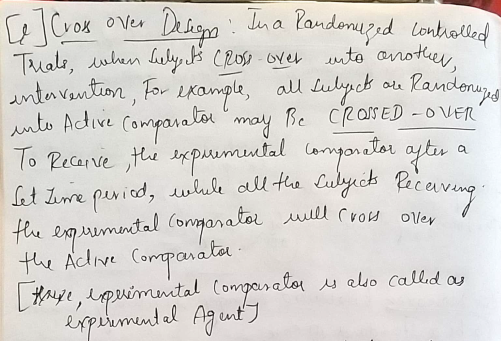 [e] Cross over Design : In a Randomized Controlled
Trials, when subjects CROSS-over into another,
intervention, For example, all subjects are Randomized
into Active comparator may Be CROSSED-OVER
To Receive, the experimental comparator after a
Set Time period, while all the subjects Receiving
the experimental comparator will Cross over
the Active Comparator.
[, experimental Comparator is also called as
experimental Agent]